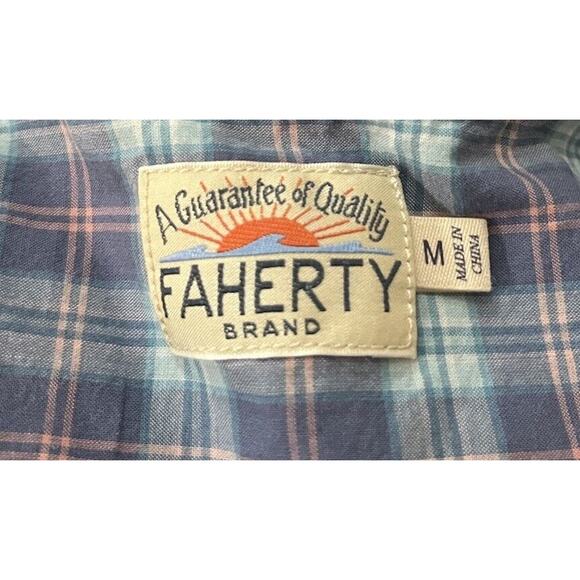 A Guarantee of Quality
FAHERTY
BRAND
M
MADE IN
CHINA